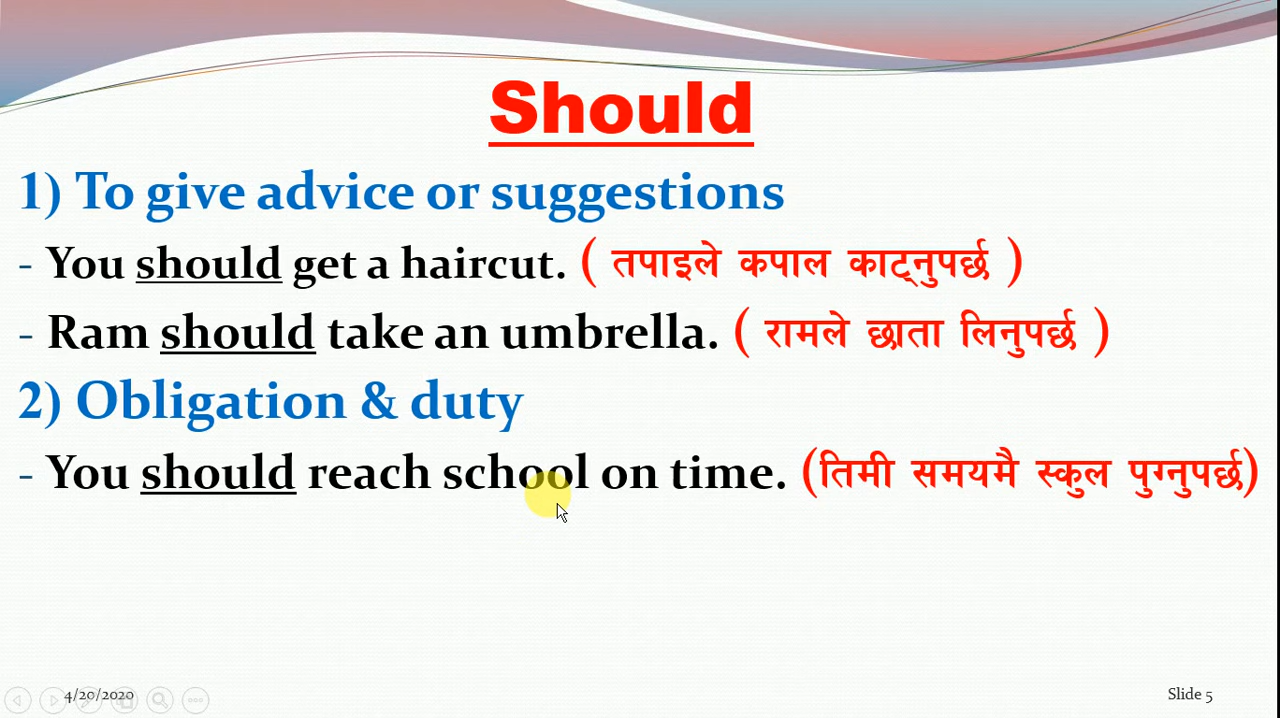 Should
1) To give advice or suggestions
- You should get a haircut. ( तपाइले कपाल काट्नुपर्छ )
- Ram should take an umbrella. ( रामले छाता लिनुपर्छ )
2) Obligation & duty
- You should reach school on time. (तिमी समयमै स्कुल पुग्नुपर्छ)
4/20/2020
Slide 5